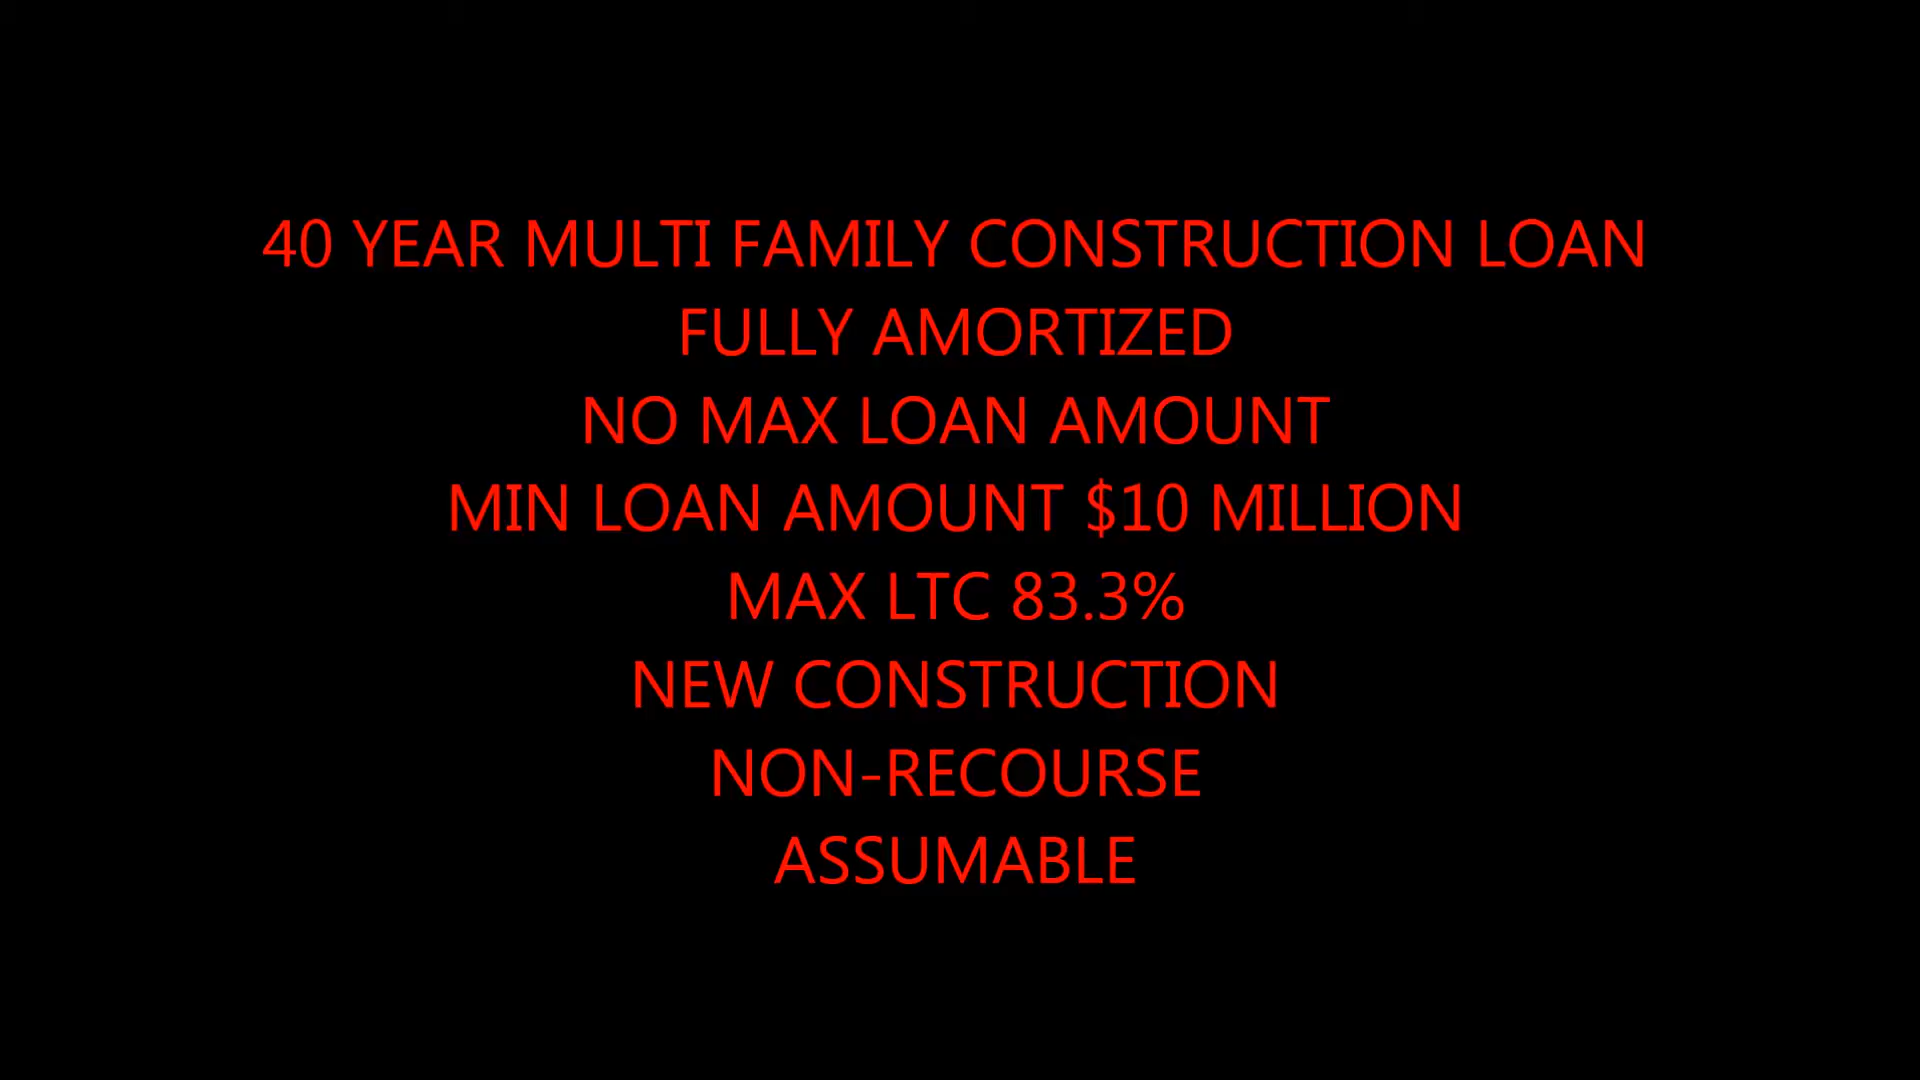 40 YEAR MULTI FAMILY CONSTRUCTION LOAN
FULLY AMORTIZED
NO MAX LOAN AMOUNT
MIN LOAN AMOUNT $10 MILLION
MAX LTC 83.3%
NEW CONSTRUCTION
NON-RECOURSE
ASSUMABLE